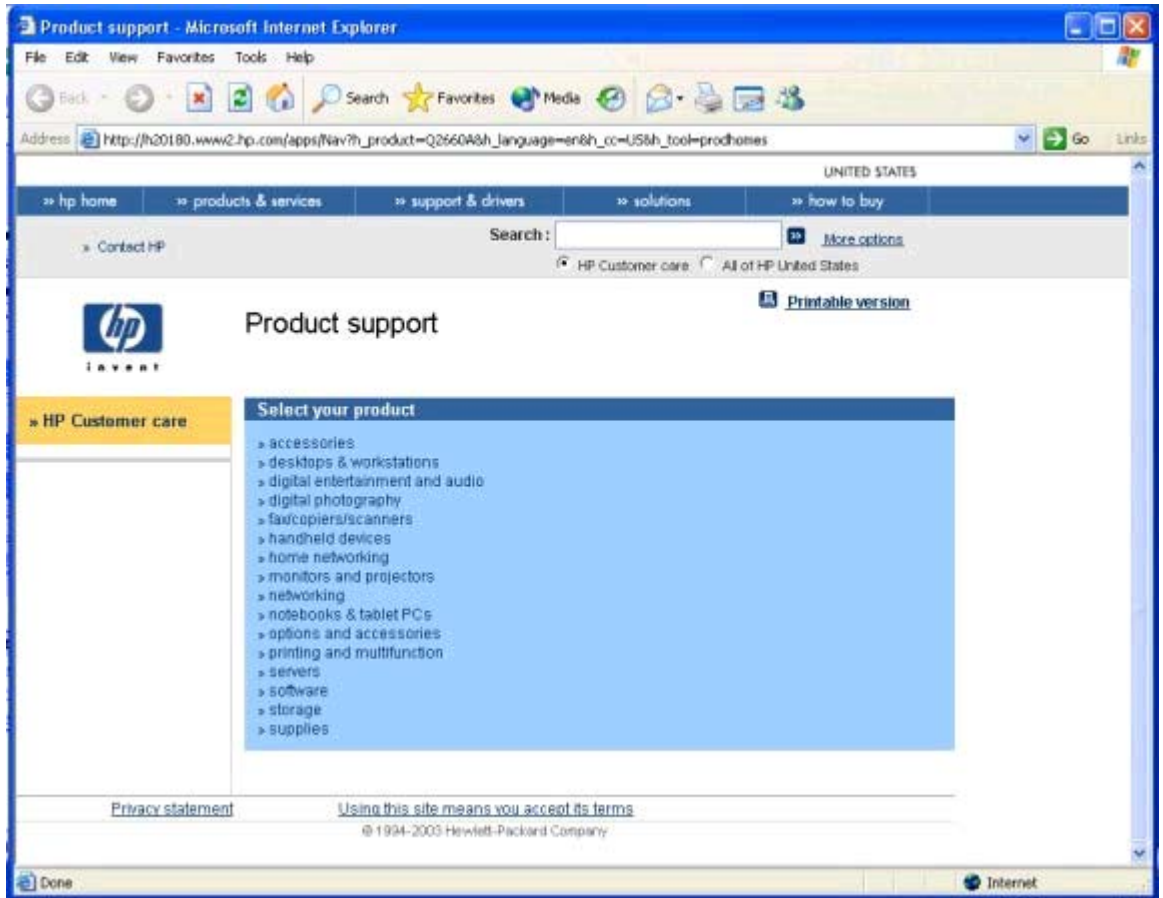 Product support - Microsoft Internet Explorer
File Edit View Favorites Tools Help
Back Search Favorites Media
Address http://h20180.www2.hp.com/apps/Nav?h_product=Q2660A&h_language=en&h_cc=US&h_tool=prodhomes Go Links
UNITED STATES
» hp home » products & services » support & drivers » solutions » how to buy
» Contact HP Search: » More options
HP Customer care All of HP United States
Printable version
hp
Product support
invent
» HP Customer care
Select your product
» accessories
» desktops & workstations
» digital entertainment and audio
» digital photography
» fax/copiers/scanners
» handheld devices
» home networking
» monitors and projectors
» networking
» notebooks & tablet PCs
» options and accessories
» printing and multifunction
» servers
» software
» storage
» supplies
Privacy statement Using this site means you accept its terms
© 1994-2003 Hewlett-Packard Company
Done Internet